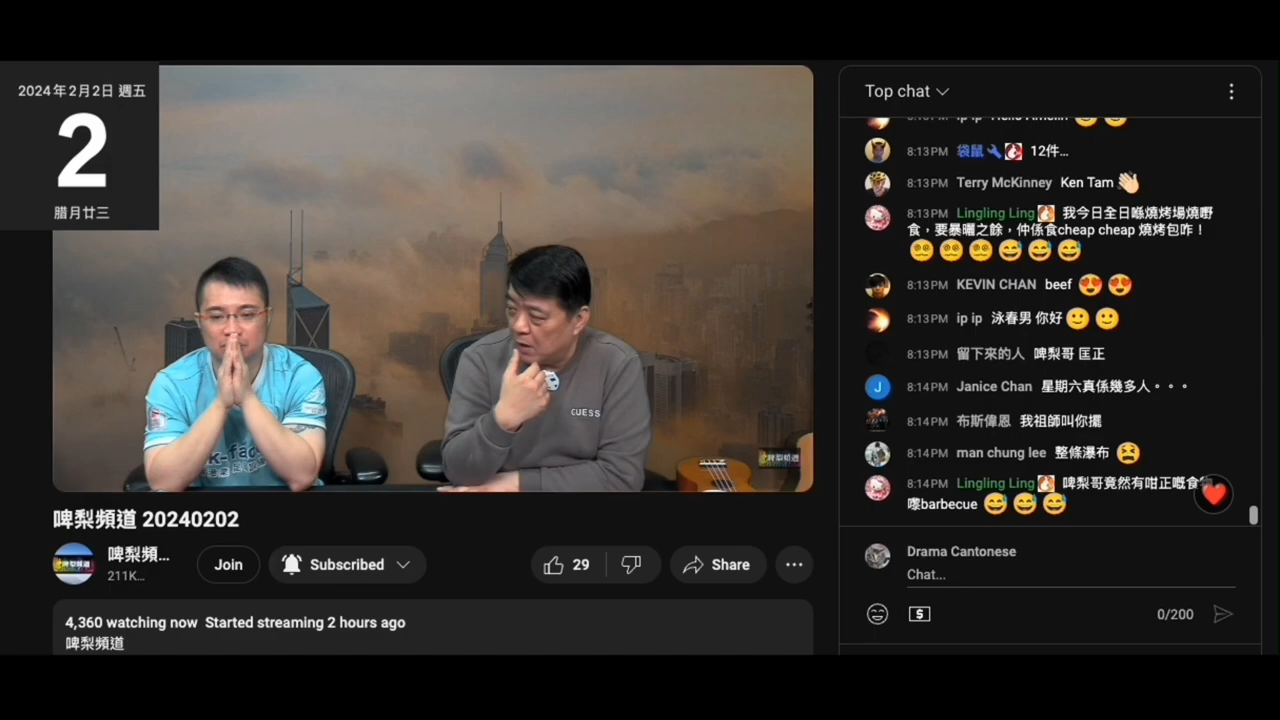 2024年2月2日 週五
2
腊月廿三
GUESS
啤梨頻道
啤梨頻道 20240202
啤梨頻...
211K...
Join
Subscribed
29
Share
4,360 watching now Started streaming 2 hours ago
啤梨頻道
Top chat
8:13PM 袋鼠 12件...
8:13PM Terry McKinney Ken Tam 👋🏻
8:13PM Lingling Ling 我今日全日喺燒烤場燒嘢
食，要暴曬之餘，仲係食cheap cheap 燒烤包咋！
😵‍💫 😵‍💫 😵‍💫 😅 😅 😅
8:13PM KEVIN CHAN beef 😍 😍
8:13PM ip ip 泳春男 你好 🙂 🙂
8:13PM 留下來的人 啤梨哥 匡正
J
8:14PM Janice Chan 星期六真係幾多人。。。
8:14PM 布斯偉恩 我祖師叫你擺
8:14PM man chung lee 整條瀑布 😫
8:14PM Lingling Ling 啤梨哥竟然有咁正嘅食
嚟barbecue 😅 😅 😅
Drama Cantonese
Chat...
0/200